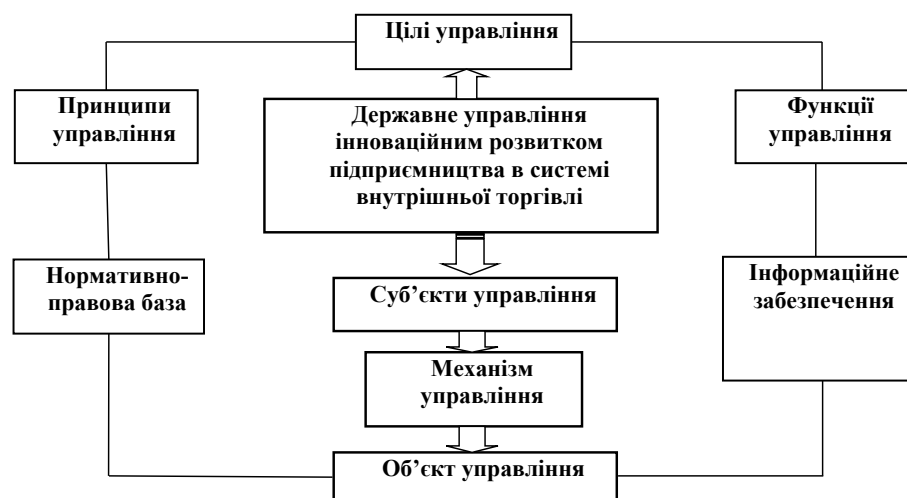 Цілі управління
Принципи
управління
Державне управління
інноваційним розвитком
підприємництва в системі
внутрішньої торгівлі
Функції
управління
Нормативно-
правова база
Суб’єкти управління
Інформаційне
забезпечення
Механізм
управління
Об’єкт управління